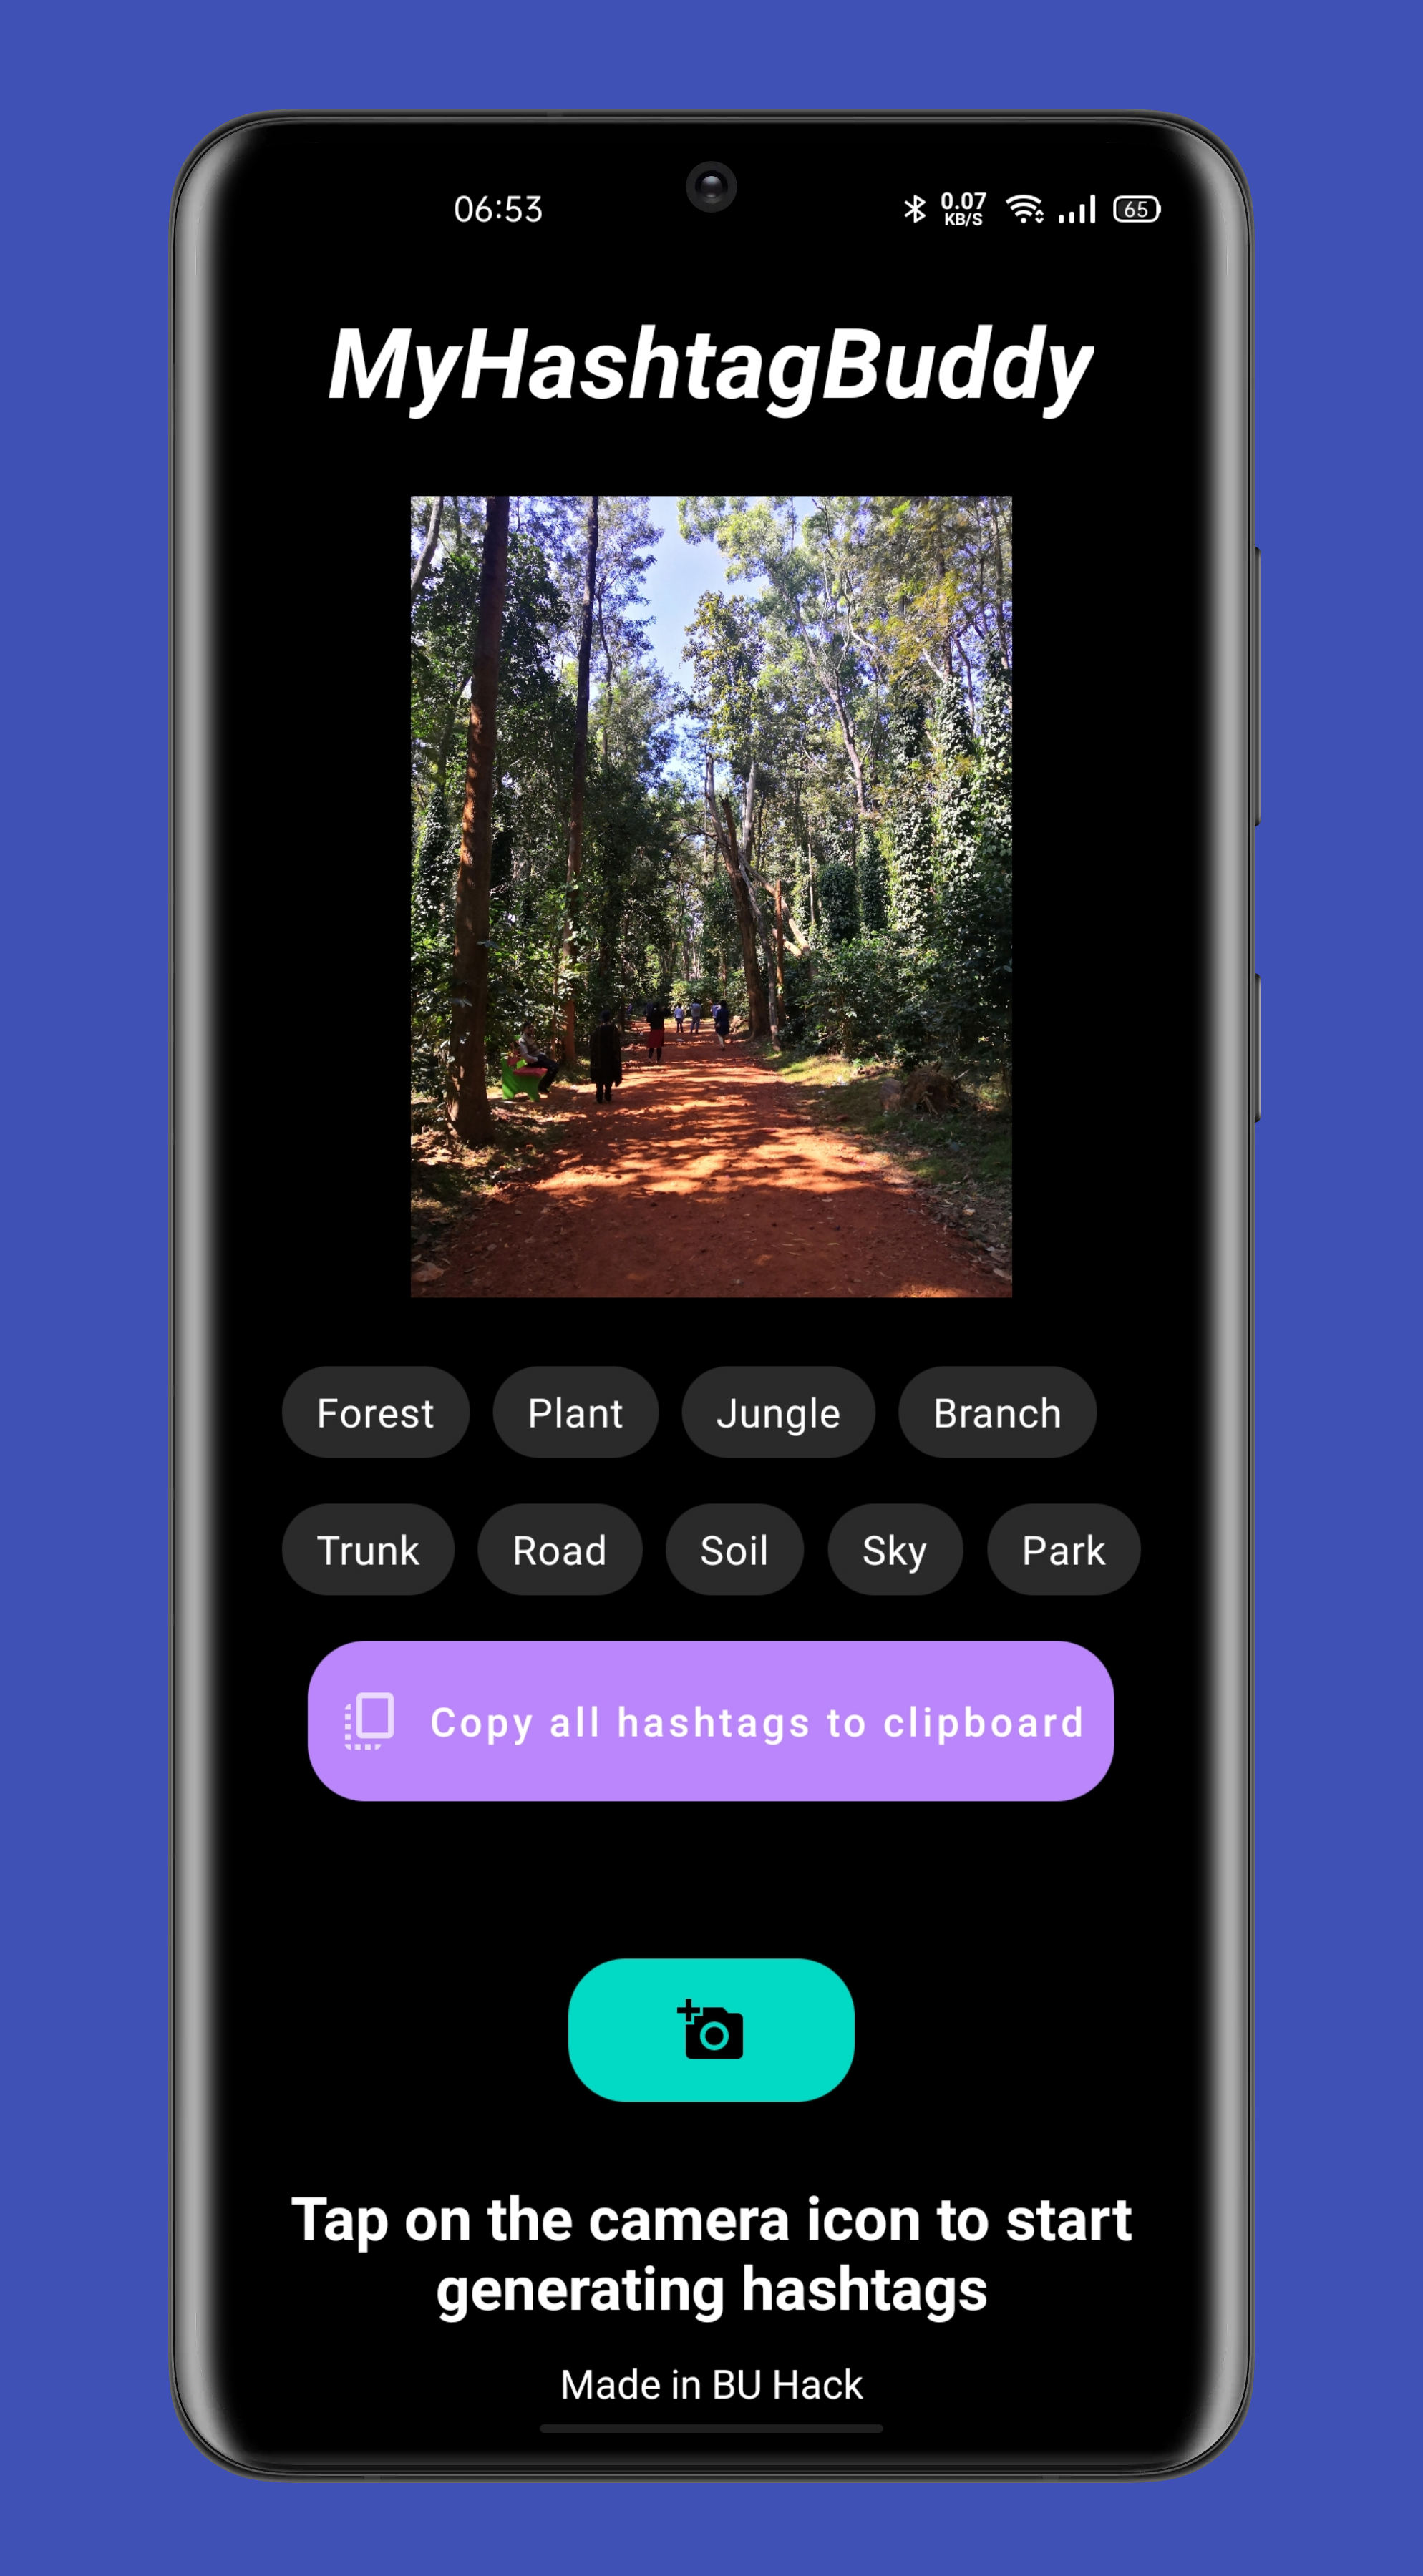 06:53
0.07
KB/S
65
MyHashtagBuddy
Forest Plant Jungle Branch
Trunk Road Soil Sky Park
Copy all hashtags to clipboard
Tap on the camera icon to start
generating hashtags
Made in BU Hack